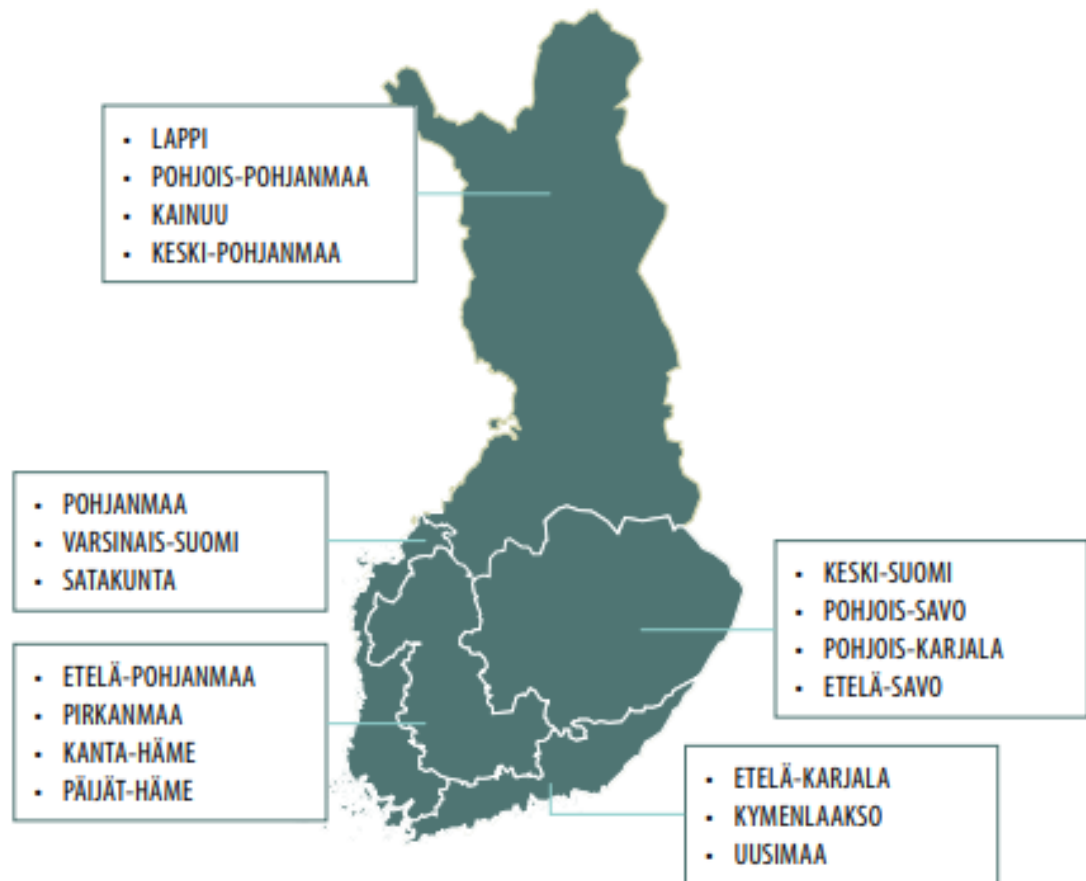 • LAPPI
• POHJOIS-POHJANMAA
• KAINUU
• KESKI-POHJANMAA
• POHJANMAA
• VARSINAIS-SUOMI
• SATAKUNTA
• KESKI-SUOMI
• POHJOIS-SAVO
• POHJOIS-KARJALA
• ETELÄ-SAVO
• ETELÄ-POHJANMAA
• PIRKANMAA
• KANTA-HÄME
• PÄIJÄT-HÄME
• ETELÄ-KARJALA
• KYMENLAAKSO
• UUSIMAA